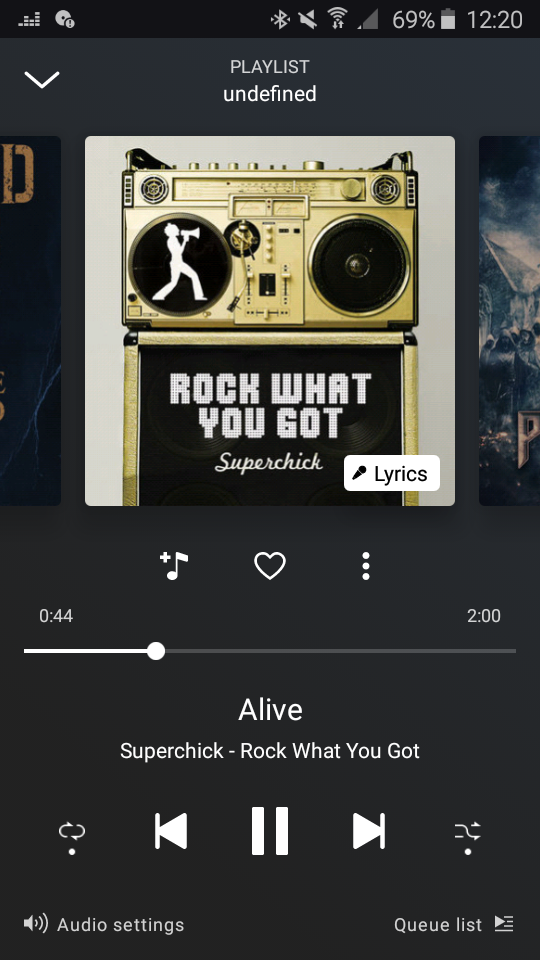 69% 12:20
PLAYLIST
undefined
D
ROCK WHAT
YOU GOT
Superchick
Lyrics
P
0:44 2:00
Alive
Superchick - Rock What You Got
Audio settings Queue list